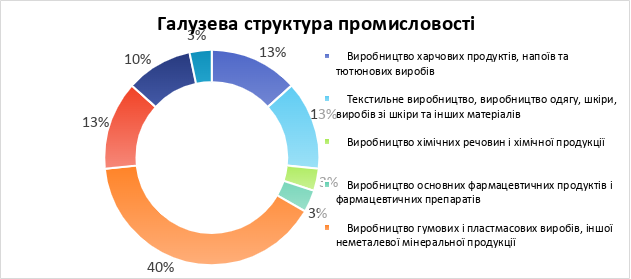 Галузева структура промисловості
3%
10%
13%
13%
40%
13%
3%
3%
Виробництво харчових продуктів, напоїв та
тютюнових виробів
Текстильне виробництво, виробництво одягу, шкіри,
виробів зі шкіри та інших матеріалів
Виробництво хімічних речовин і хімічної продукції
Виробництво основних фармацевтичних продуктів і
фармацевтичних препаратів
Виробництво гумових і пластмасових виробів, іншої
неметалевої мінеральної продукції